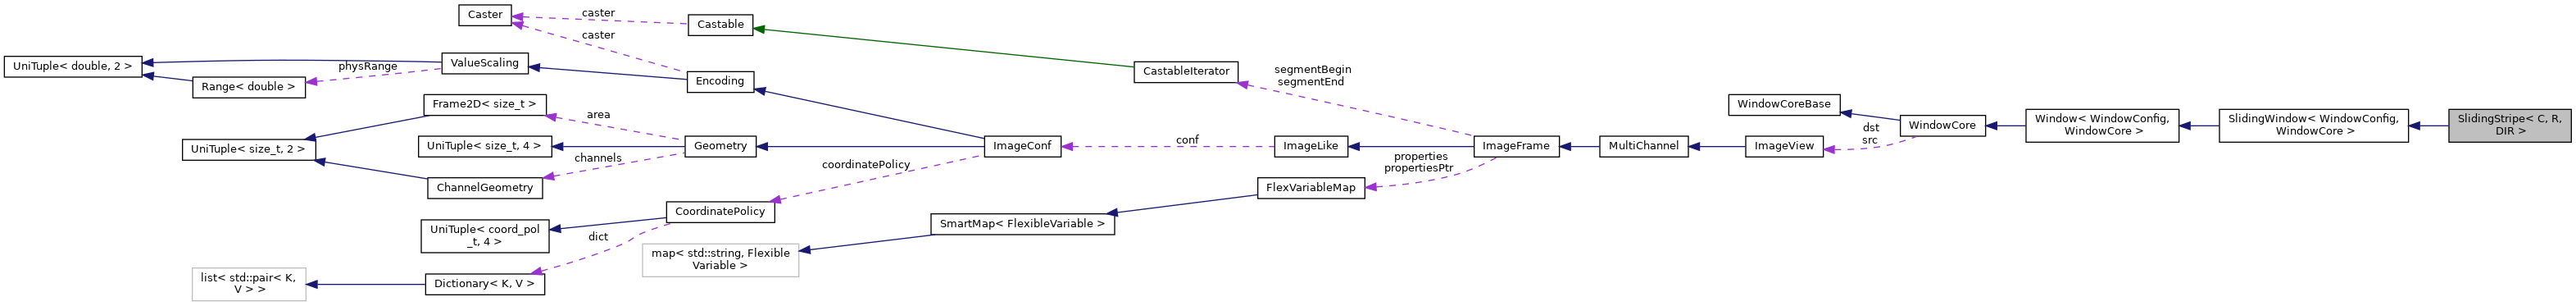 Caster
caster
Castable
caster
UniTuple< double, 2 >
physRange
ValueScaling
Range< double >
Encoding
CastableIterator
segmentBegin
segmentEnd
Frame2D< size_t >
area
UniTuple< size_t, 4 >
UniTuple< size_t, 2 >
channels
ChannelGeometry
Geometry
coordinatePolicy
ImageConf
conf
ImageLike
properties
propertiesPtr
ImageFrame
MultiChannel
ImageView
WindowCoreBase
dst
src
WindowCore
Window< WindowConfig,
WindowCore >
SlidingWindow< WindowConfig,
WindowCore >
SlidingStripe< C, R,
DIR >
FlexVariableMap
CoordinatePolicy
SmartMap< FlexibleVariable >
UniTuple< coord_pol
_t, 4 >
dict
map< std::string, Flexible
Variable >
list< std::pair< K,
V > >
Dictionary< K, V >